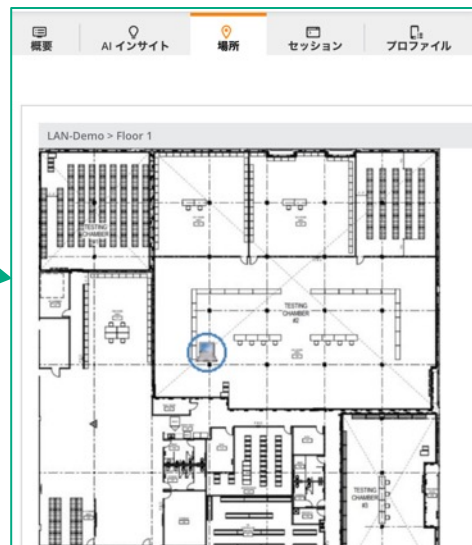 概要
AI インサイト
場所
セッション
プロファイル
LAN-Demo > Floor 1
TESTING
CHAMBER
TESTING
CHAMBER
#2
TESTING
CHAMBER
#3